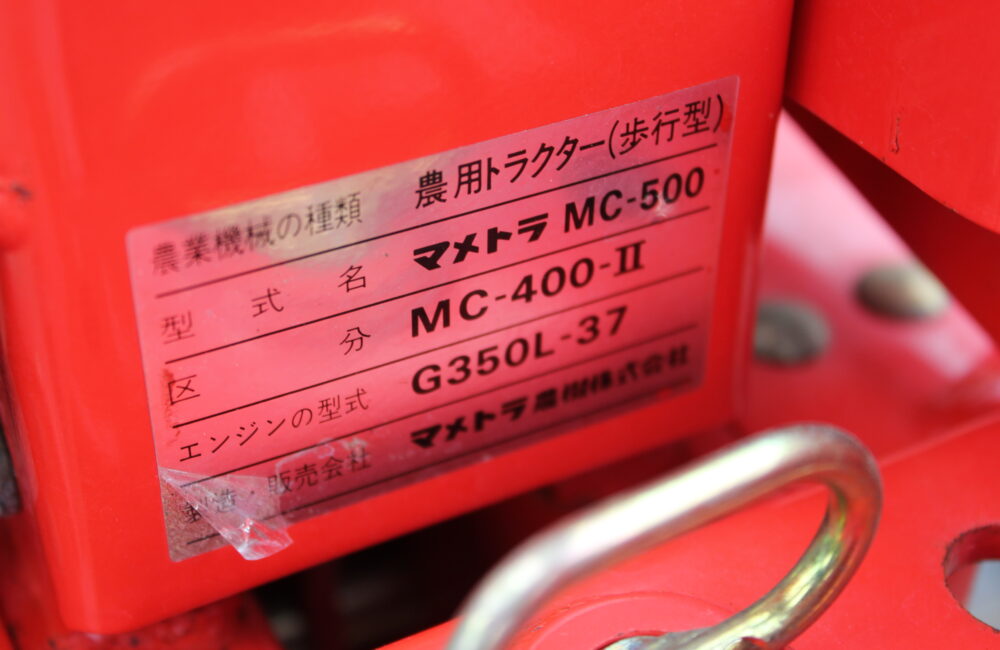 農業機械の種類 農用トラクター(歩行型)
型式名 マメトラ MC-500
区分 MC-400-II
エンジンの型式 G350L-37
製造・販売会社 マメトラ農機株式会社